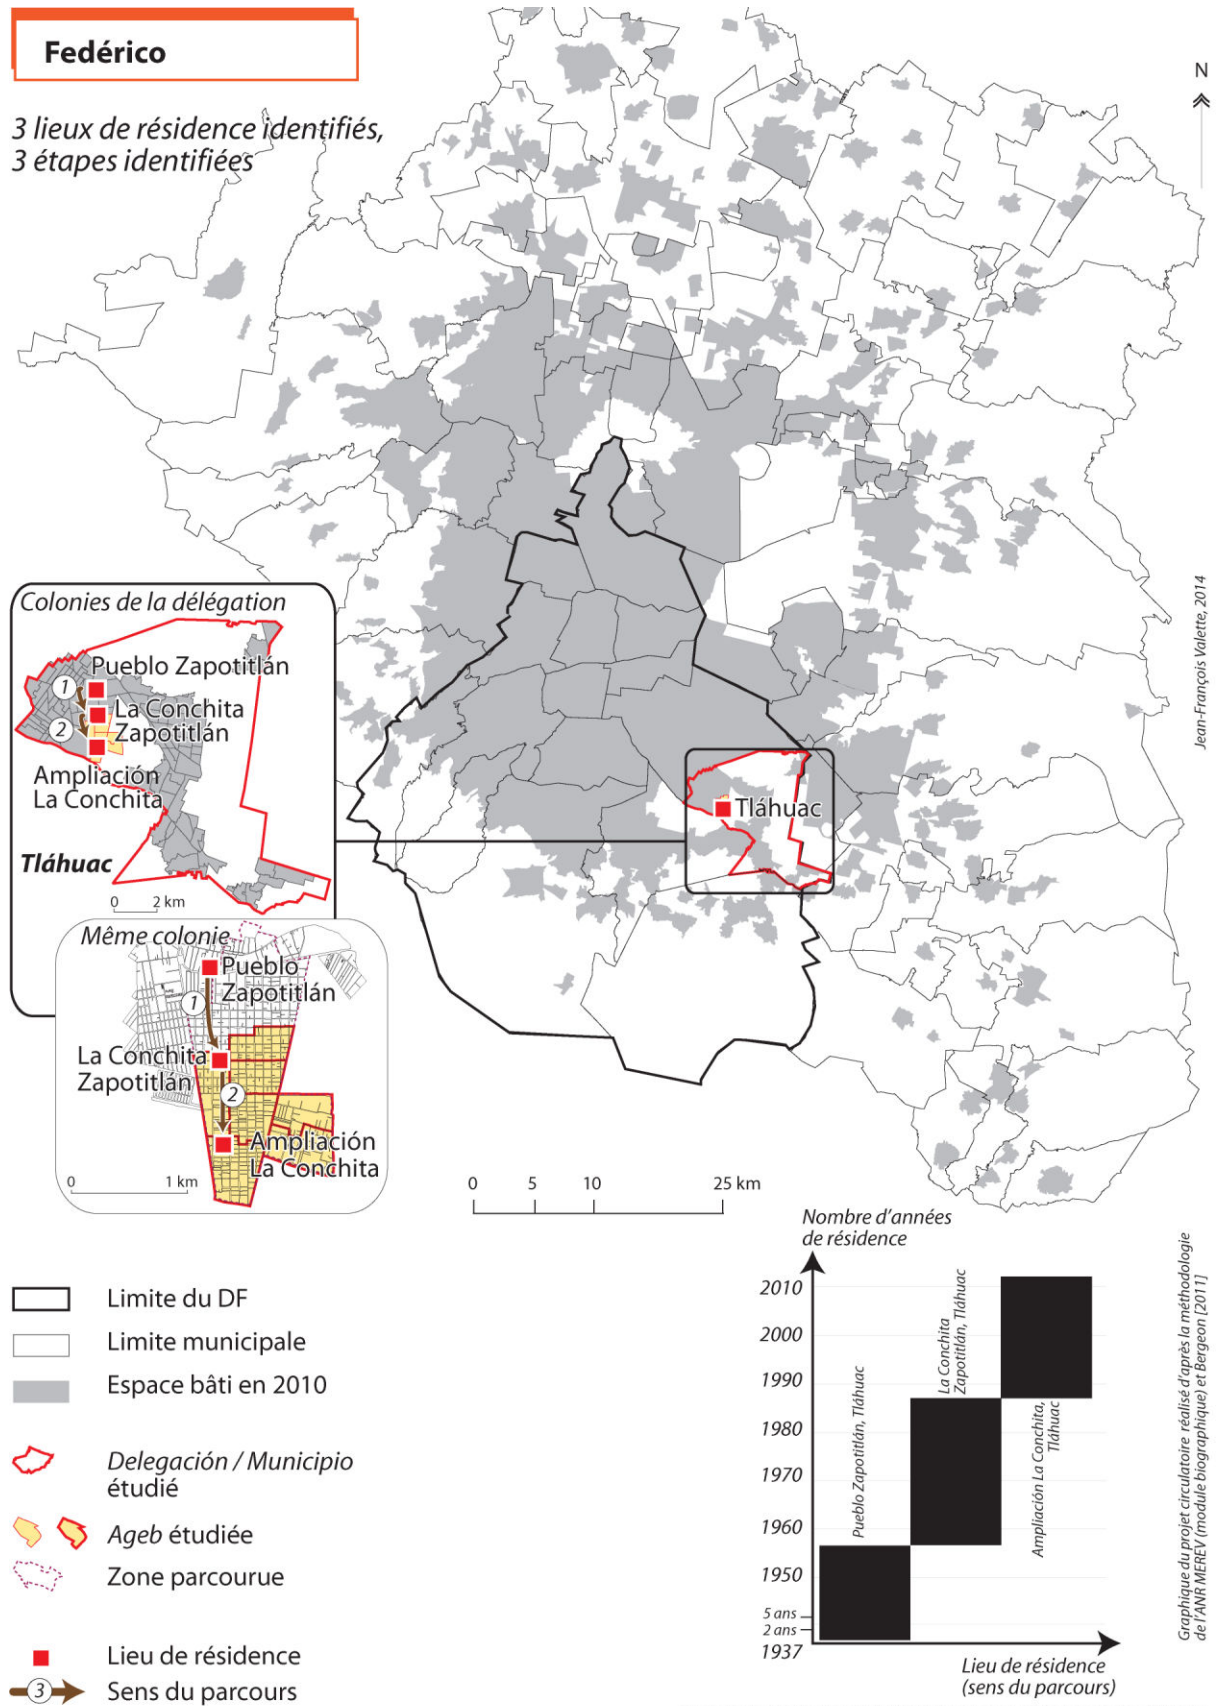 Fedérico
3 lieux de résidence identifiés,
3 étapes identifiées
N
Jean-François Valette, 2014
Colonies de la délégation
Pueblo Zapotitlán
1
La Conchita
Zapotitlán
2
Ampliación
La Conchita
Tláhuac
0 2 km
Tláhuac
Même colonie
Pueblo
Zapotitlán
1
La Conchita
Zapotitlán
2
Ampliación
La Conchita
0 1 km
0 5 10 25 km
Limite du DF
Limite municipale
Espace bâti en 2010
Delegación / Municipio
étudié
Ageb étudiée
Zone parcourue
Lieu de résidence
3 Sens du parcours
Nombre d'années
de résidence
2010
2000
1990
1980
1970
1960
1950
5 ans
2 ans
1937
Pueblo Zapotitlán, Tláhuac
La Conchita
Zapotitlán, Tláhuac
Ampliación La Conchita,
Tláhuac
Lieu de résidence
(sens du parcours)
Graphique du projet circulatoire réalisé d'après la méthodologie
de l'ANR MEREV (module biographique) et Bergeon [2011]